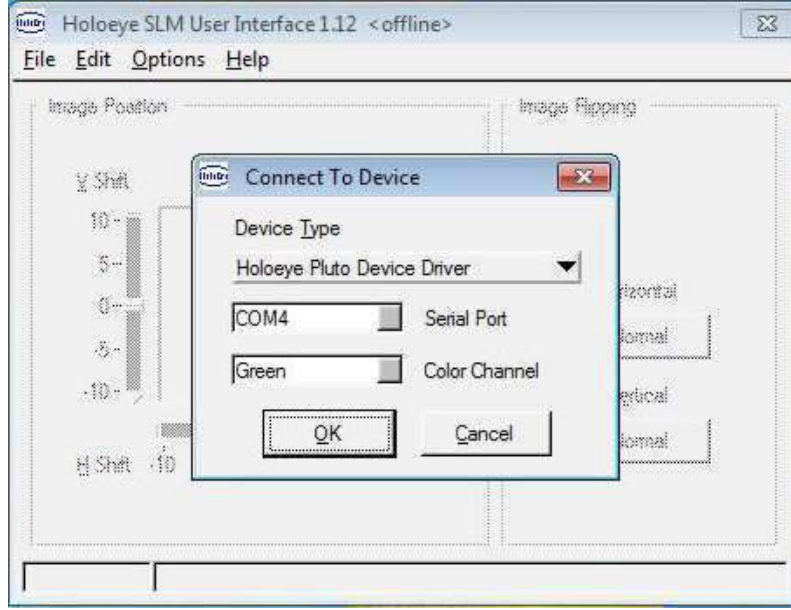 Holoeye SLM User Interface 1.12 <offline>
File Edit Options Help
Image Position
Image Flipping
Connect To Device
Y Shift
Device Type
10
Holoeye Pluto Device Driver
5
0
COM4 Serial Port
Normal
-5
Green Color Channel
-10
OK Cancel
H Shift -10